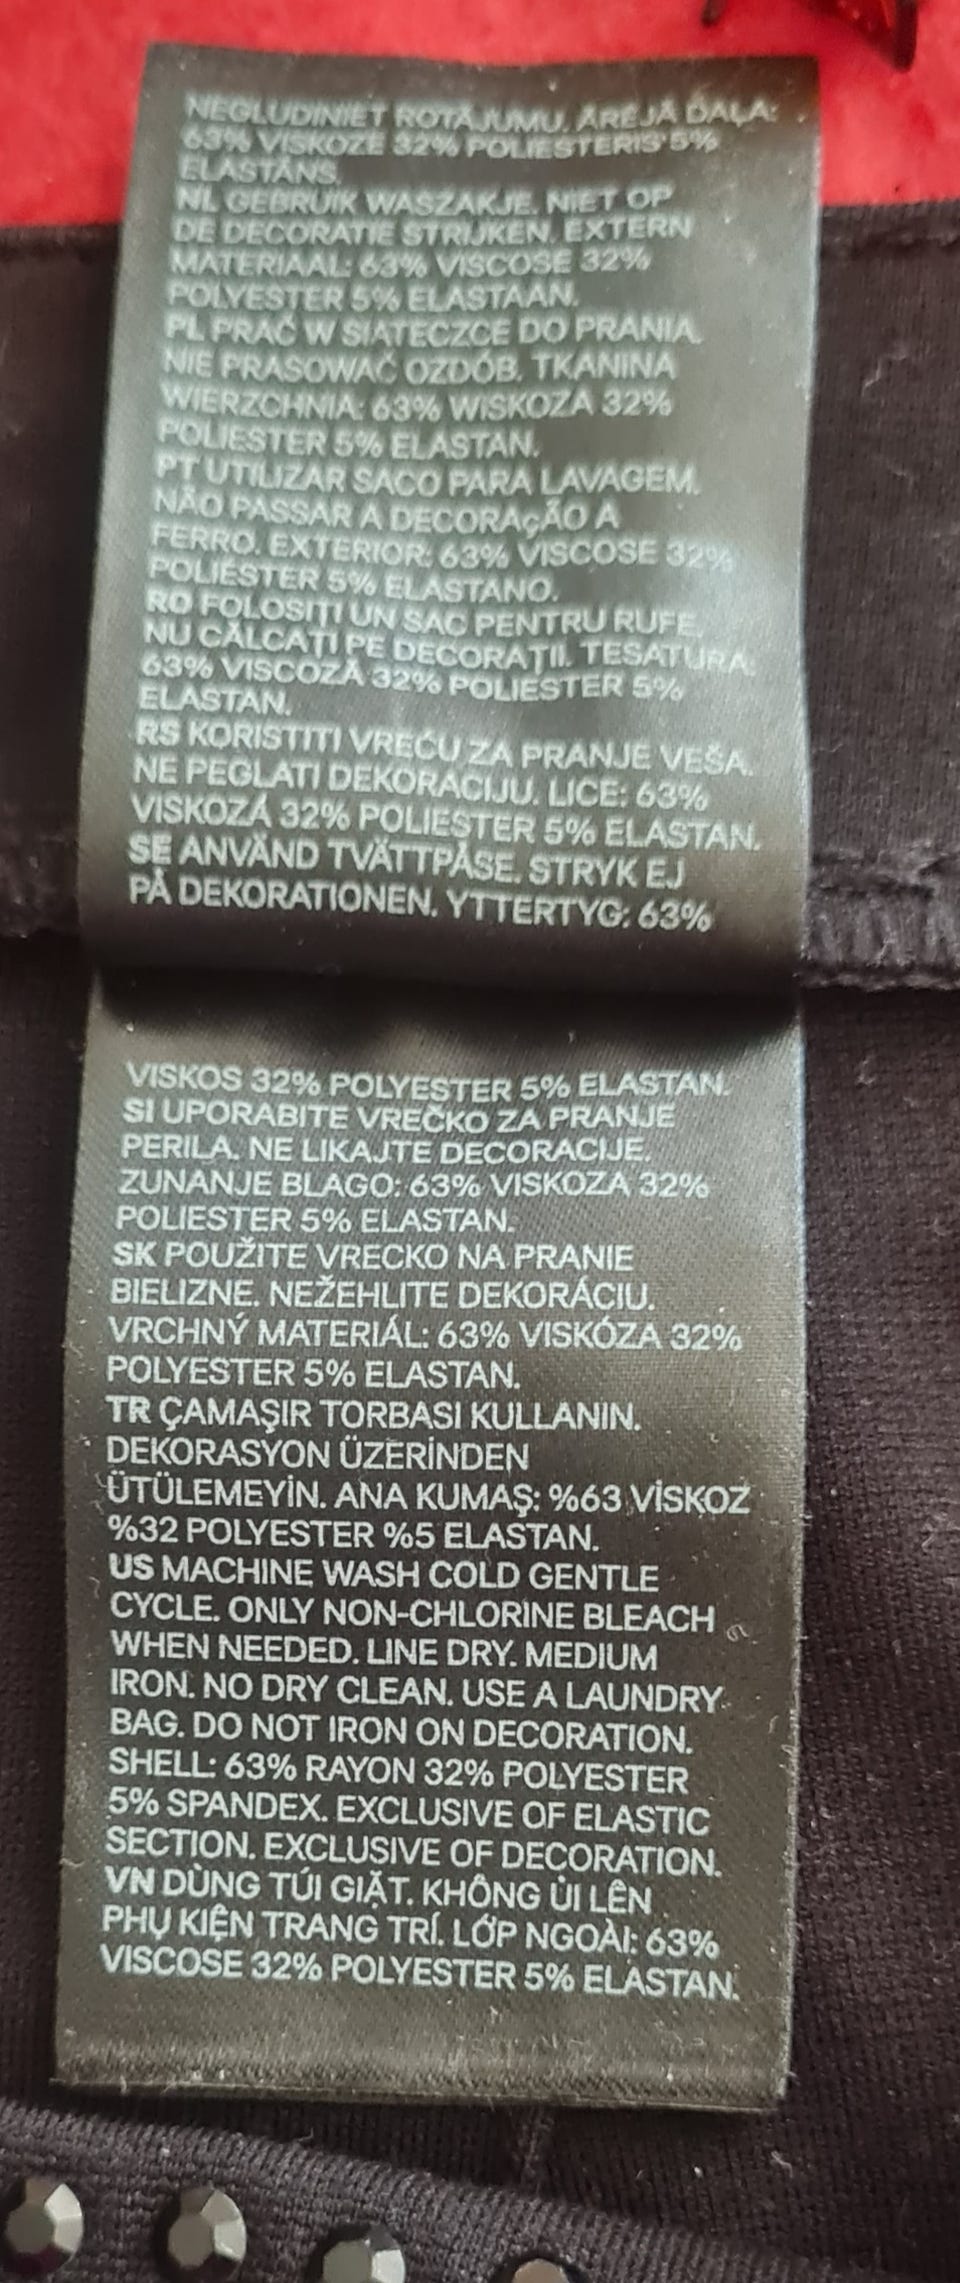 NEGLUDINIET ROTĀJUMU. ĀRĒJĀ DAĻA:
63% VISKOZE 32% POLIESTERIS 5%
ELASTĀNS.
NL GEBRUIK WASZAKJE. NIET OP
DE DECORATIE STRIJKEN. EXTERN
MATERIAAL: 63% VISCOSE 32%
POLYESTER 5% ELASTAAN.
PL PRAĆ W SIATECZCE DO PRANIA.
NIE PRASOWAĆ OZDÓB. TKANINA
WIERZCHNIA: 63% WISKOZA 32%
POLIESTER 5% ELASTAN.
PT UTILIZAR SACO PARA LAVAGEM.
NÃO PASSAR A DECORAçÃO A
FERRO. EXTERIOR: 63% VISCOSE 32%
POLIÉSTER 5% ELASTANO.
RO FOLOSIȚI UN SAC PENTRU RUFE.
NU CĂLCAȚI PE DECORAȚII. TESATURA:
63% VISCOZĂ 32% POLIESTER 5%
ELASTAN.
RS KORISTITI VREĆU ZA PRANJE VEŠA.
NE PEGLATI DEKORACIJU. LICE: 63%
VISKOZA 32% POLIESTER 5% ELASTAN.
SE ANVÄND TVÄTTPÅSE. STRYK EJ
PÅ DEKORATIONEN. YTTERTYG: 63%
VISKOS 32% POLYESTER 5% ELASTAN.
SI UPORABITE VREČKO ZA PRANJE
PERILA. NE LIKAJTE DECORACIJE.
ZUNANJE BLAGO: 63% VISKOZA 32%
POLIESTER 5% ELASTAN.
SK POUŽITE VRECKO NA PRANIE
BIELIZNE. NEŽEHLITE DEKORÁCIU.
VRCHNÝ MATERIÁL: 63% VISKÓZA 32%
POLYESTER 5% ELASTAN.
TR ÇAMAŞIR TORBASI KULLANIN.
DEKORASYON ÜZERİNDEN
ÜTÜLEMEYİN. ANA KUMAŞ: %63 VİSKOZ
%32 POLYESTER %5 ELASTAN.
US MACHINE WASH COLD GENTLE
CYCLE. ONLY NON-CHLORINE BLEACH
WHEN NEEDED. LINE DRY. MEDIUM
IRON. NO DRY CLEAN. USE A LAUNDRY
BAG. DO NOT IRON ON DECORATION.
SHELL: 63% RAYON 32% POLYESTER
5% SPANDEX. EXCLUSIVE OF ELASTIC
SECTION. EXCLUSIVE OF DECORATION.
VN DÙNG TÚI GIẶT. KHÔNG ỦI LÊN
PHỤ KIỆN TRANG TRÍ. LỚP NGOÀI: 63%
VISCOSE 32% POLYESTER 5% ELASTAN.